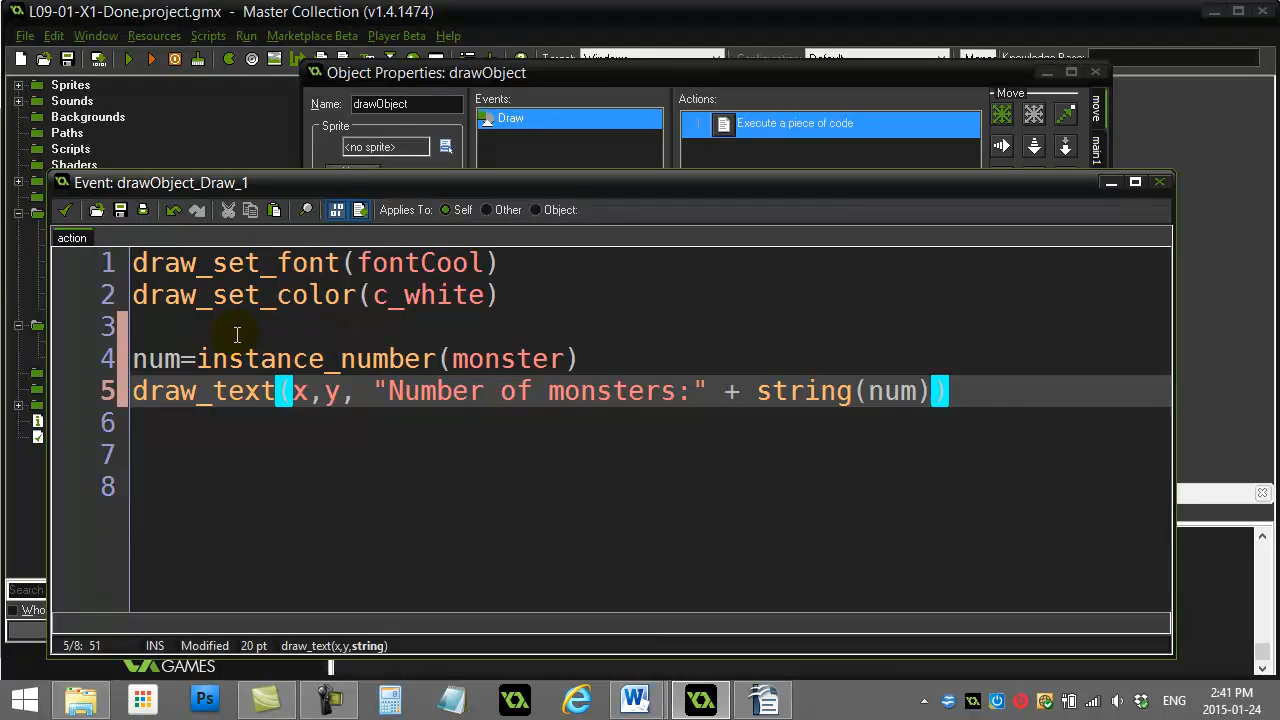 L09-01-X1-Done.project.gmx - Master Collection (v1.4.1474)
File Edit Window Resources Scripts Run Marketplace Beta Player Beta Help
Sprites
Sounds
Backgrounds
Paths
Scripts
Shaders
Object Properties: drawObject
Name: drawObject
Sprite
<no sprite>
Events:
Draw
Actions:
Execute a piece of code
Move
move
main1
Event: drawObject_Draw_1
Applies To: Self Other Object:
action
1 draw_set_font(fontCool)
2 draw_set_color(c_white)
3
4 num=instance_number(monster)
5 draw_text(x,y, "Number of monsters:" + string(num))
6
7
8
Search
Who
5/8: 51 INS Modified 20 pt draw_text(x,y,string)
GAMES
ENG
2:41 PM
2015-01-24